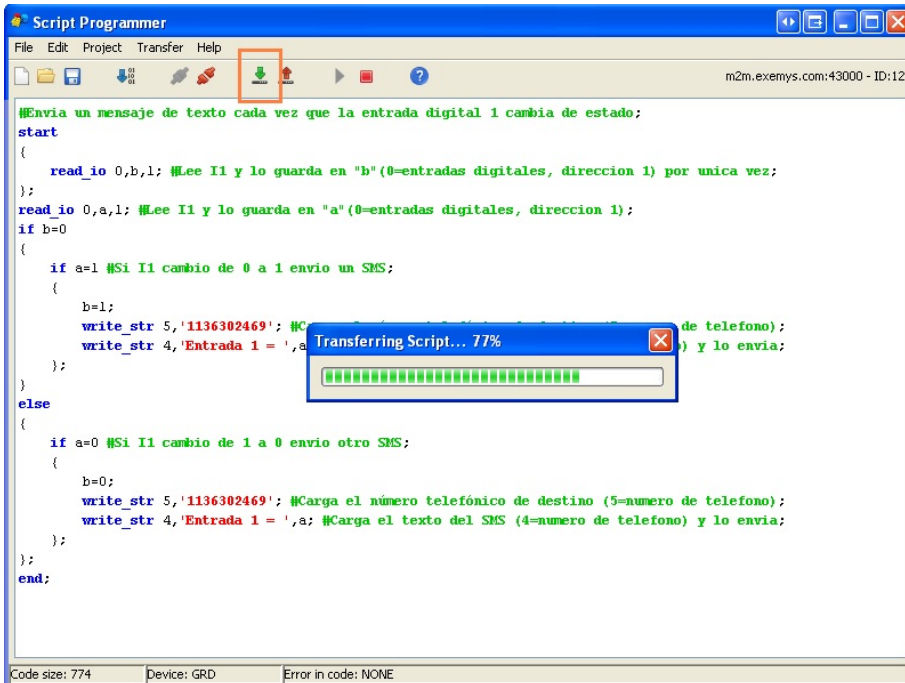 Script Programmer
File Edit Project Transfer Help
m2m.exemys.com:43000 - ID:12
#Envia un mensaje de texto cada vez que la entrada digital 1 cambia de estado;
start
{
read_io 0,b,1; #Lee I1 y lo guarda en "b"(0=entradas digitales, direccion 1) por unica vez;
};
read_io 0,a,1; #Lee I1 y lo guarda en "a"(0=entradas digitales, direccion 1);
if b=0
{
if a=1 #Si I1 cambio de 0 a 1 envio un SMS;
{
b=1;
write_str 5,'1136302469'; #C de telefono);
write_str 4,'Entrada 1 = ',a o) y lo envia;
};
}
Transferring Script... 77%
else
{
if a=0 #Si I1 cambio de 1 a 0 envio otro SMS;
{
b=0;
write_str 5,'1136302469'; #Carga el número telefónico de destino (5=numero de telefono);
write_str 4,'Entrada 1 = ',a; #Carga el texto del SMS (4=numero de telefono) y lo envia;
};
};
end;
Code size: 774 Device: GRD Error in code: NONE